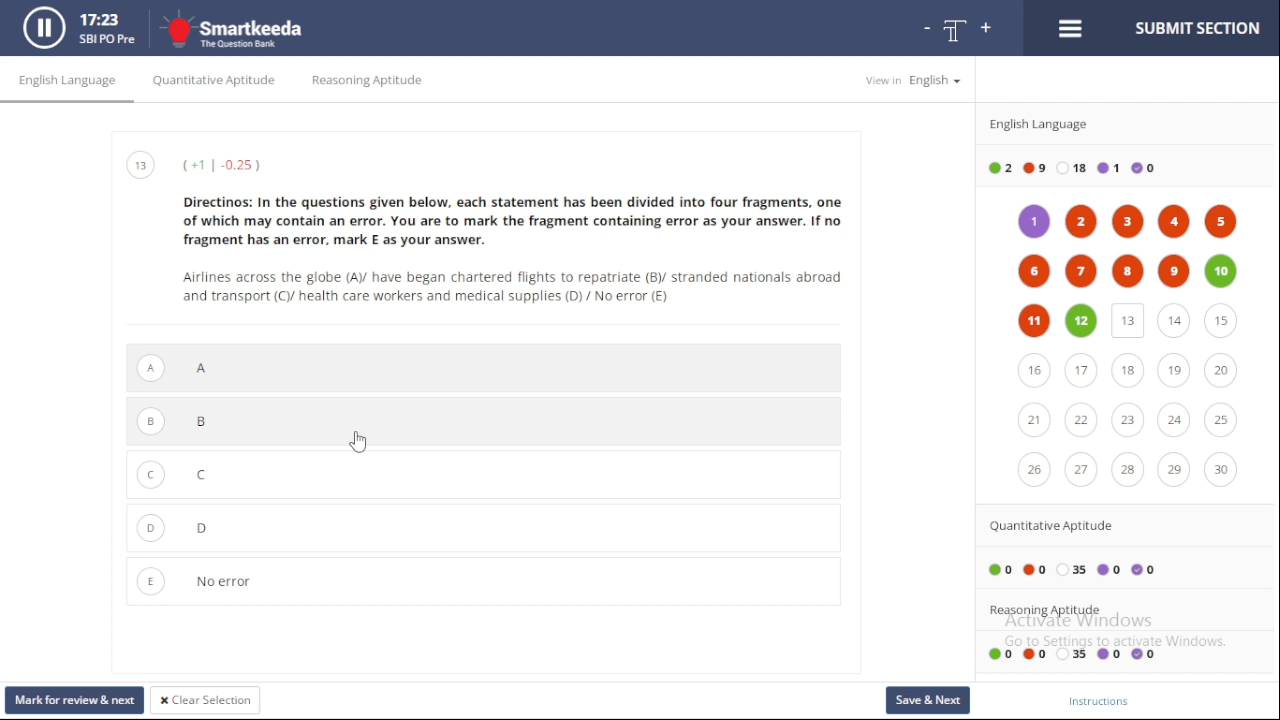 17:23
SBI PO Pre
Smartkeeda
The Question Bank
- T +
SUBMIT SECTION
English Language
Quantitative Aptitude
Reasoning Aptitude
View in English
13
( +1 | -0.25 )
Directinos: In the questions given below, each statement has been divided into four fragments, one
of which may contain an error. You are to mark the fragment containing error as your answer. If no
fragment has an error, mark E as your answer.
Airlines across the globe (A)/ have began chartered flights to repatriate (B)/ stranded nationals abroad
and transport (C)/ health care workers and medical supplies (D) / No error (E)
A A
B B
C C
D D
E No error
Mark for review & next
✖ Clear Selection
Save & Next
English Language
2 9 18 1 0
1 2 3 4 5
6 7 8 9 10
11 12 13 14 15
16 17 18 19 20
21 22 23 24 25
26 27 28 29 30
Quantitative Aptitude
0 0 35 0 0
Reasoning Aptitude
Activate Windows
Go to Settings to activate Windows.
0 0 35 0 0
Instructions